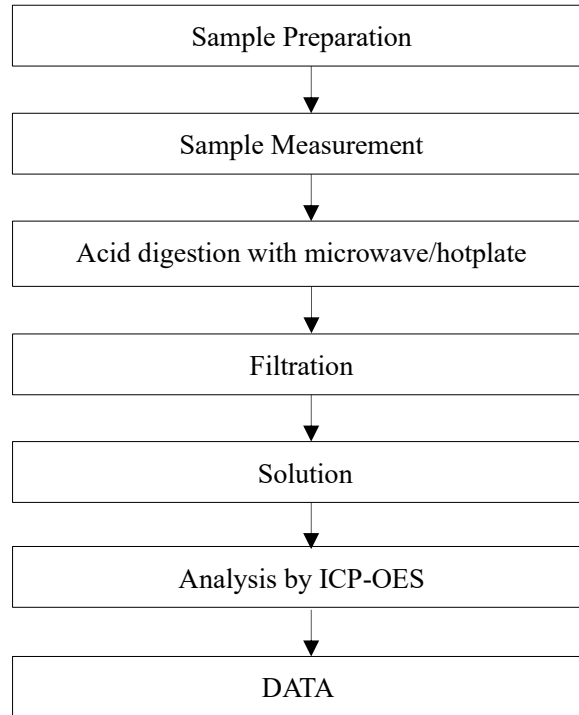 Sample Preparation
Sample Measurement
Acid digestion with microwave/hotplate
Filtration
Solution
Analysis by ICP-OES
DATA